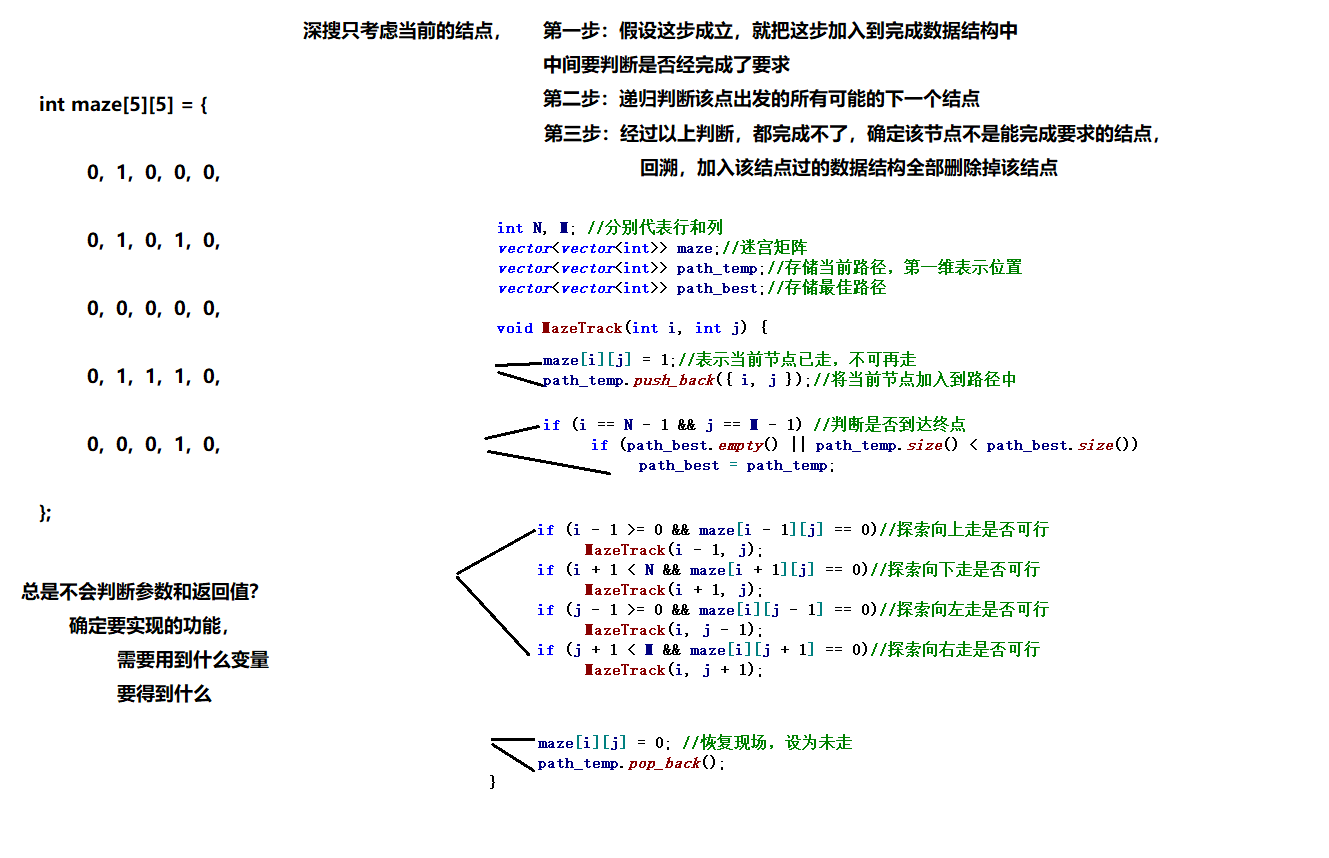 深搜只考虑当前的结点，
第一步：假设这步成立，就把这步加入到完成数据结构中
中间要判断是否经完成了要求
第二步：递归判断该点出发的所有可能的下一个结点
第三步：经过以上判断，都完成不了，确定该节点不是能完成要求的结点，
回溯，加入该结点过的数据结构全部删除掉该结点
int maze[5][5] = {
0, 1, 0, 0, 0,
0, 1, 0, 1, 0,
0, 0, 0, 0, 0,
0, 1, 1, 1, 0,
0, 0, 0, 1, 0,
};
总是不会判断参数和返回值？
确定要实现的功能，
需要用到什么变量
要得到什么
int N, M; //分别代表行和列
vector<vector<int>> maze;//迷宫矩阵
vector<vector<int>> path_temp;//存储当前路径，第一维表示位置
vector<vector<int>> path_best;//存储最佳路径
void MazeTrack(int i, int j) {
maze[i][j] = 1;//表示当前节点已走，不可再走
path_temp.push_back({ i, j });//将当前节点加入到路径中
if (i == N - 1 && j == M - 1) //判断是否到达终点
if (path_best.empty() || path_temp.size() < path_best.size())
path_best = path_temp;
if (i - 1 >= 0 && maze[i - 1][j] == 0)//探索向上走是否可行
MazeTrack(i - 1, j);
if (i + 1 < N && maze[i + 1][j] == 0)//探索向下走是否可行
MazeTrack(i + 1, j);
if (j - 1 >= 0 && maze[i][j - 1] == 0)//探索向左走是否可行
MazeTrack(i, j - 1);
if (j + 1 < M && maze[i][j + 1] == 0)//探索向右走是否可行
MazeTrack(i, j + 1);
maze[i][j] = 0; //恢复现场，设为未走
path_temp.pop_back();
}